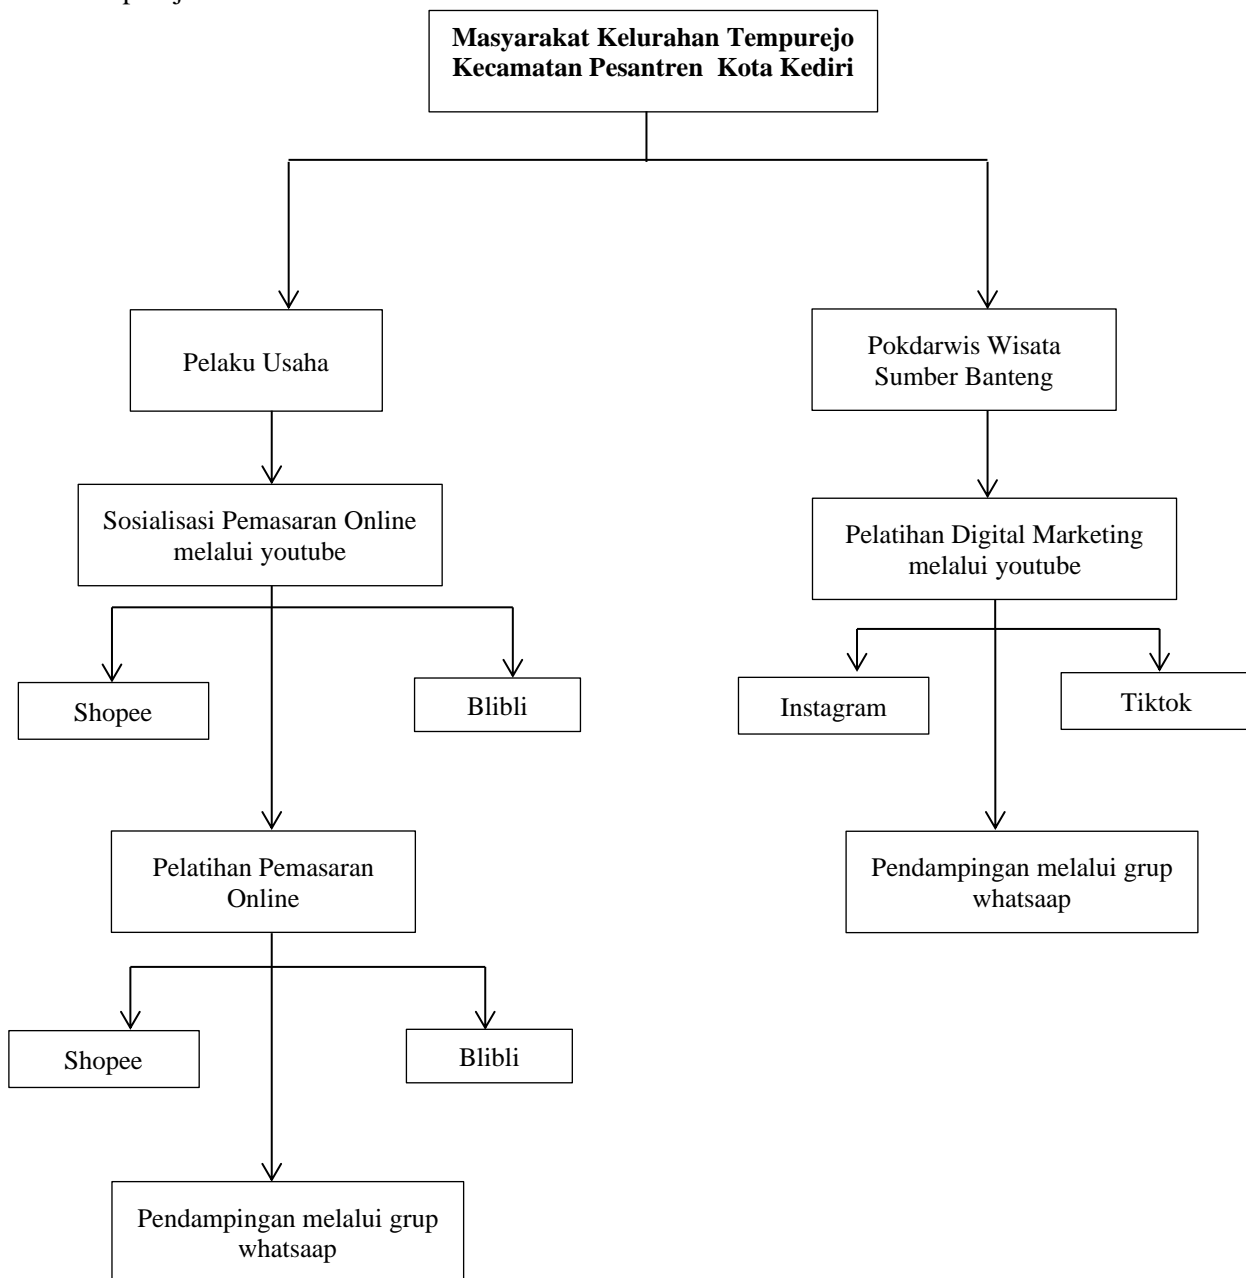 Masyarakat Kelurahan Tempurejo
Kecamatan Pesantren Kota Kediri
Pelaku Usaha
Pokdarwis Wisata
Sumber Banteng
Sosialisasi Pemasaran Online
melalui youtube
Pelatihan Digital Marketing
melalui youtube
Shopee
Blibli
Instagram
Tiktok
Pelatihan Pemasaran
Online
Pendampingan melalui grup
whatsaap
Shopee
Blibli
Pendampingan melalui grup
whatsaap